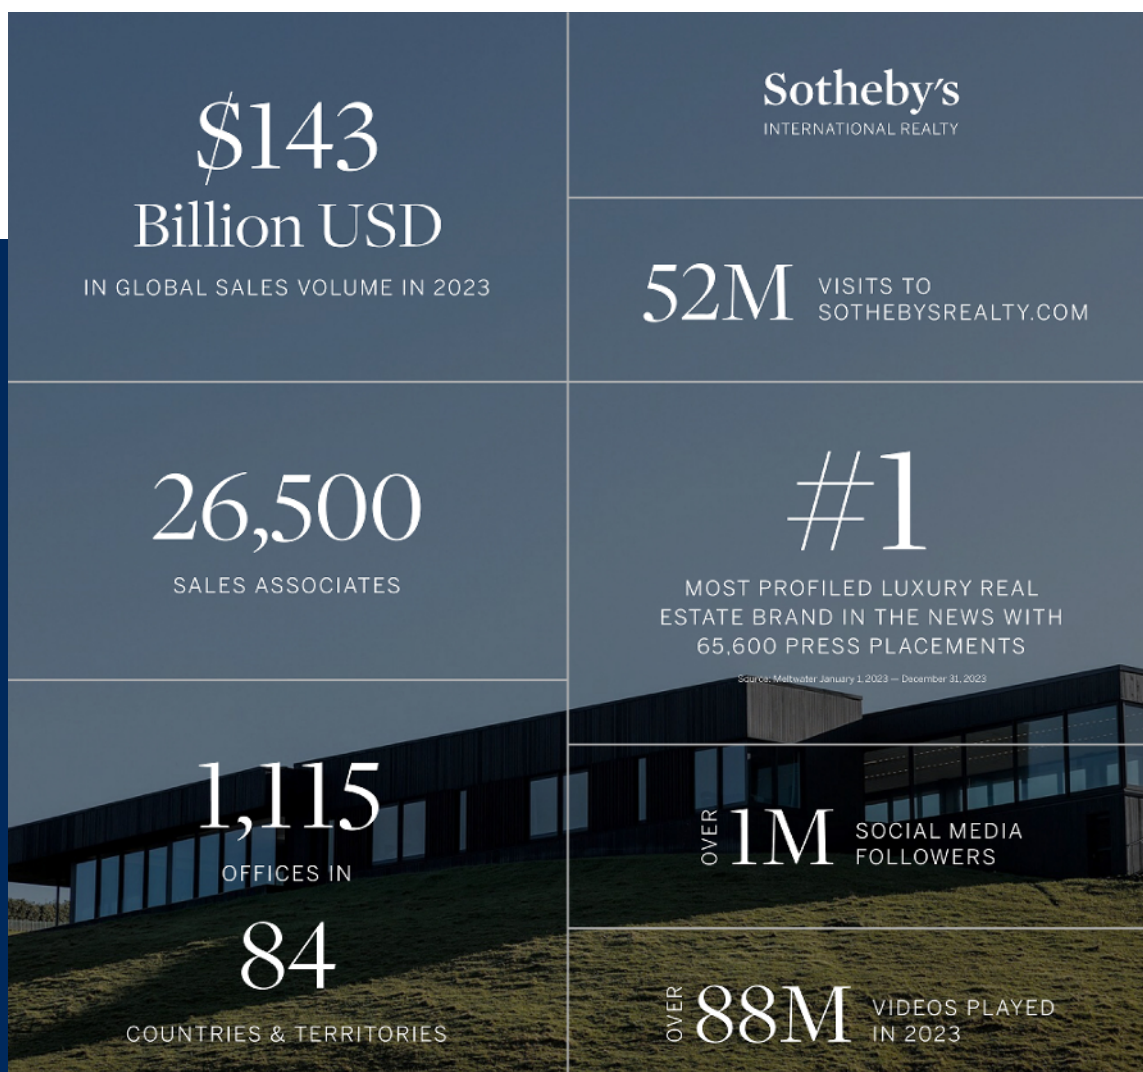 $143
Billion USD
IN GLOBAL SALES VOLUME IN 2023
26,500
SALES ASSOCIATES
1,115
OFFICES IN
84
COUNTRIES & TERRITORIES
Sotheby's
INTERNATIONAL REALTY
52M
VISITS TO
SOTHEBYSREALTY.COM
#1
MOST PROFILED LUXURY REAL
ESTATE BRAND IN THE NEWS WITH
65,600 PRESS PLACEMENTS
Source: Meltwater January 1, 2023 — December 31, 2023
OVER
1M
SOCIAL MEDIA
FOLLOWERS
OVER
88M
VIDEOS PLAYED
IN 2023